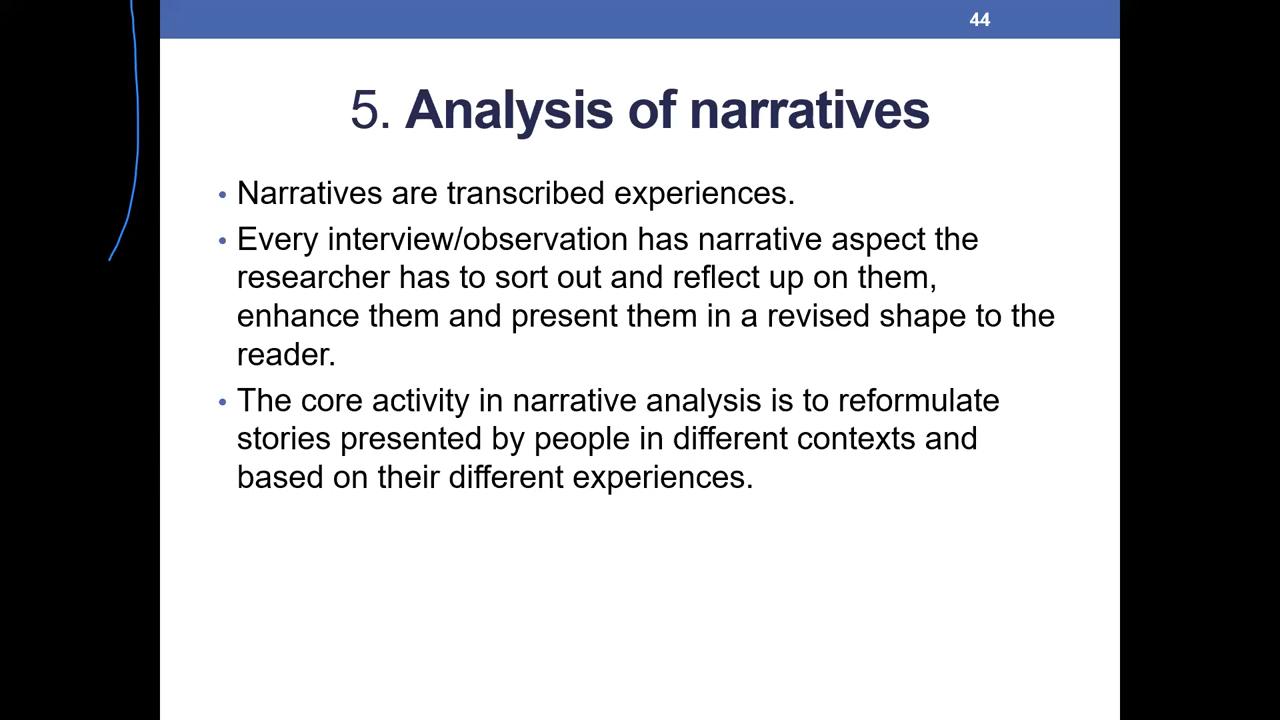 44
5. Analysis of narratives
• Narratives are transcribed experiences.
• Every interview/observation has narrative aspect the
researcher has to sort out and reflect up on them,
enhance them and present them in a revised shape to the
reader.
• The core activity in narrative analysis is to reformulate
stories presented by people in different contexts and
based on their different experiences.